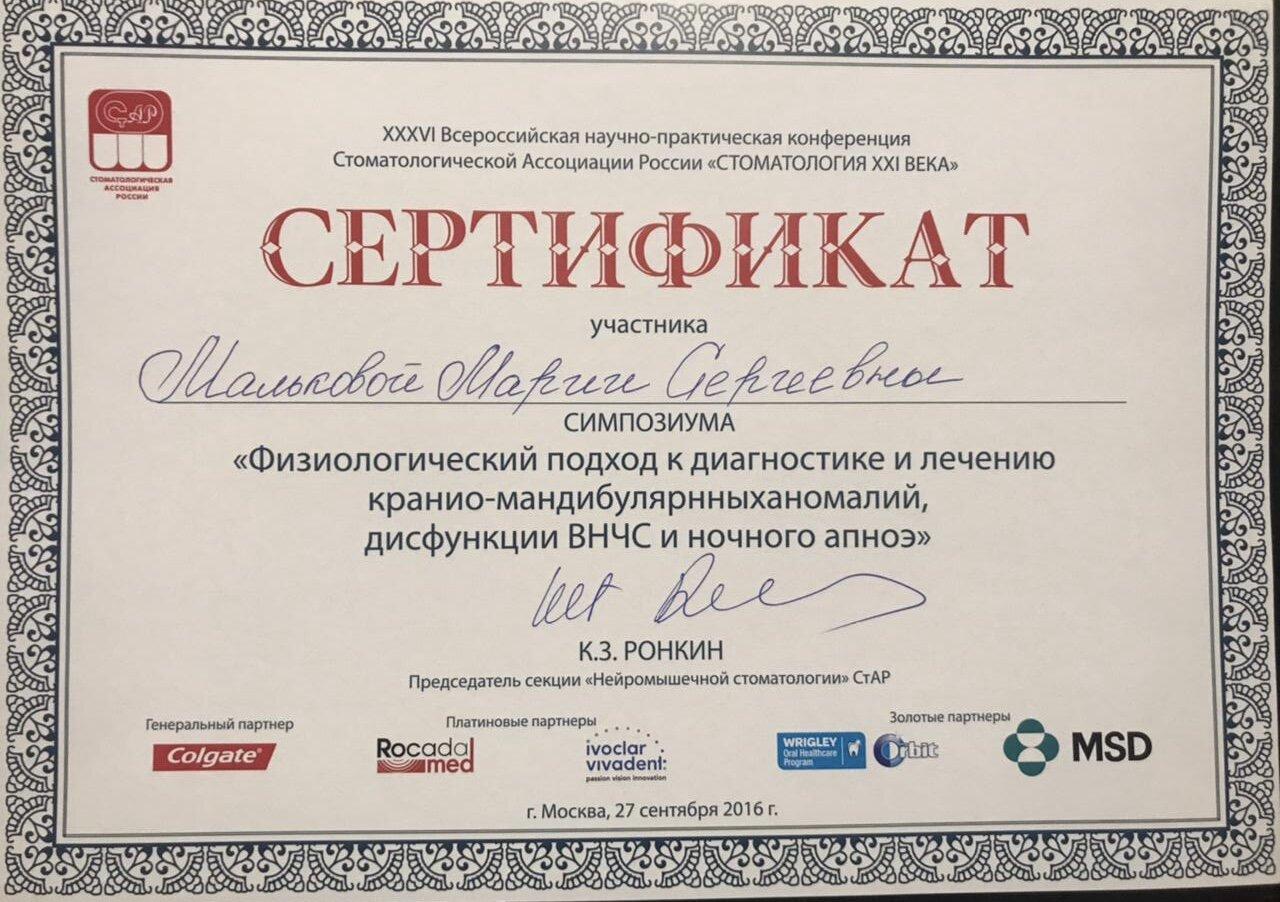 СтАР
СТОМАТОЛОГИЧЕСКАЯ
АССОЦИАЦИЯ
РОССИИ
XXXVI Всероссийская научно-практическая конференция
Стоматологической Ассоциации России «СТОМАТОЛОГИЯ XXI ВЕКА»
СЕРТИФИКАТ
участника
Мальковой Марии Сергеевны
СИМПОЗИУМА
«Физиологический подход к диагностике и лечению
кранио-мандибулярнныханомалий,
дисфункции ВНЧС и ночного апноэ»
К.З. РОНКИН
Председатель секции «Нейромышечной стоматологии» СтАР
Генеральный партнер
Colgate®
Платиновые партнеры
Rocada
med
ivoclar
vivadent:
passion vision innovation
Золотые партнеры
WRIGLEY
Oral Healthcare
Program
Orbit
MSD
г. Москва, 27 сентября 2016 г.